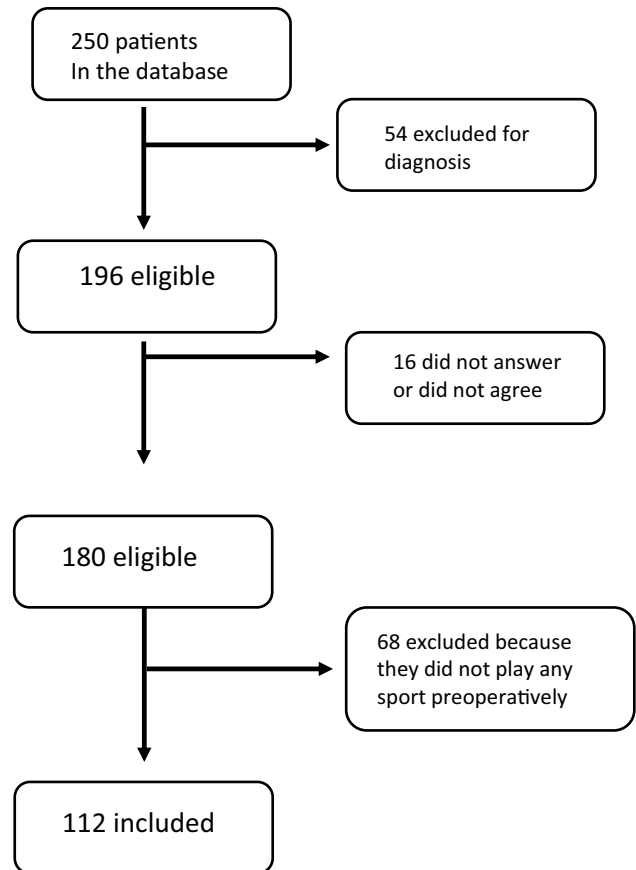 250 patients
In the database
54 excluded for
diagnosis
196 eligible
16 did not answer
or did not agree
180 eligible
68 excluded because
they did not play any
sport preoperatively
112 included